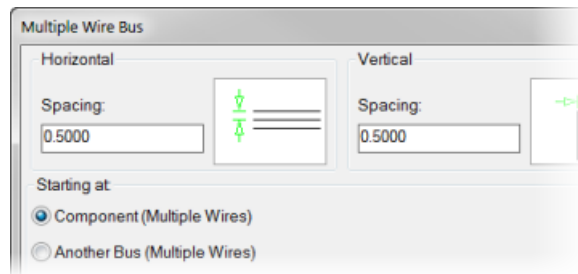 Multiple Wire Bus
Horizontal Vertical
Spacing: Spacing:
0.5000 0.5000
Starting at:
Component (Multiple Wires)
Another Bus (Multiple Wires)